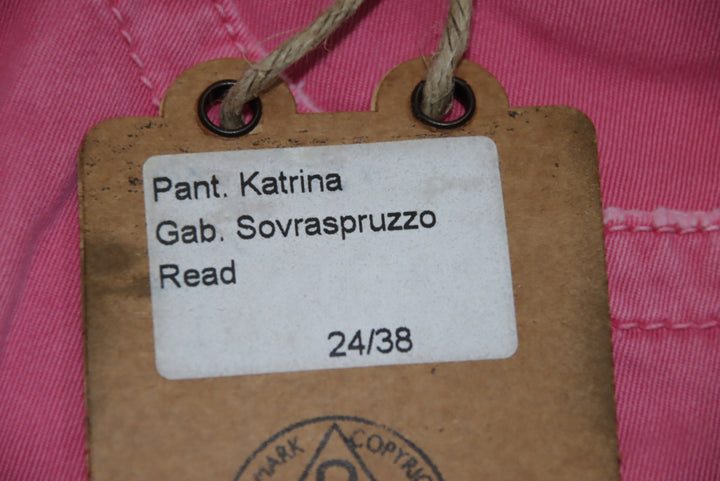 Pant. Katrina
Gab. Sovraspruzzo
Read
24/38
MARK COPYRIG